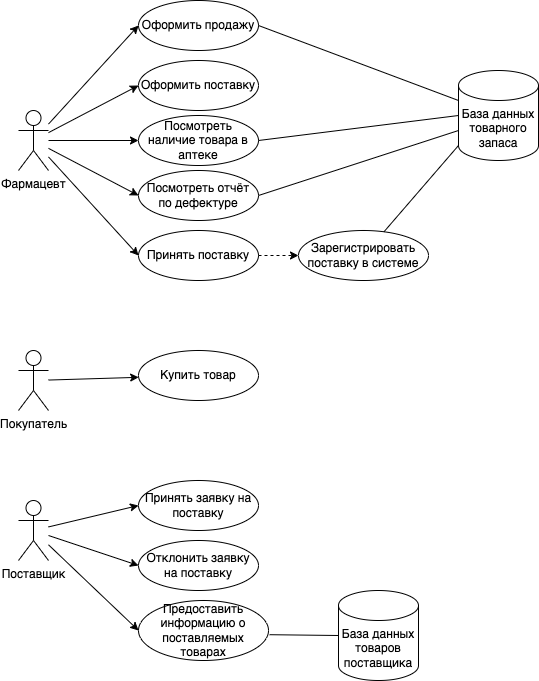 Оформить продажу
Оформить поставку
База данных
товарного
запаса
Посмотреть
наличие товара в
аптеке
Фармацевт
Посмотреть отчёт
по дефектуре
Принять поставку
Зарегистрировать
поставку в системе
Купить товар
Покупатель
Принять заявку на
поставку
Отклонить заявку
на поставку
Поставщик
Предоставить
информацию о
поставляемых
товарах
База данных
товаров
поставщика